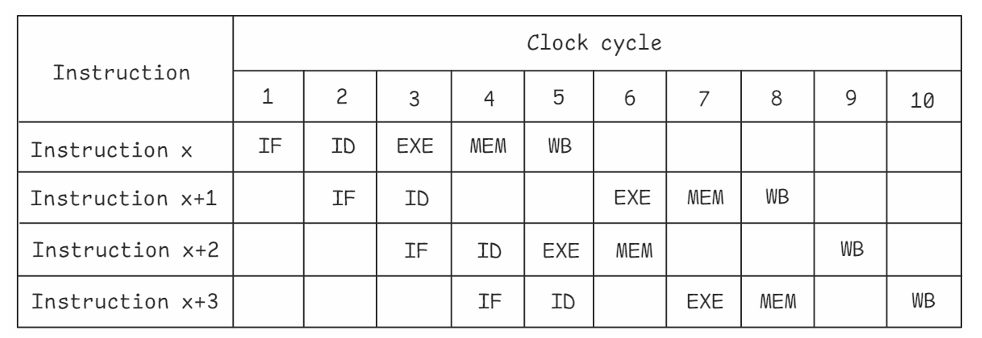 Instruction Clock cycle
1 2 3 4 5 6 7 8 9 10
Instruction x IF ID EXE MEM WB
Instruction x+1 IF ID EXE MEM WB
Instruction x+2 IF ID EXE MEM WB
Instruction x+3 IF ID EXE MEM WB